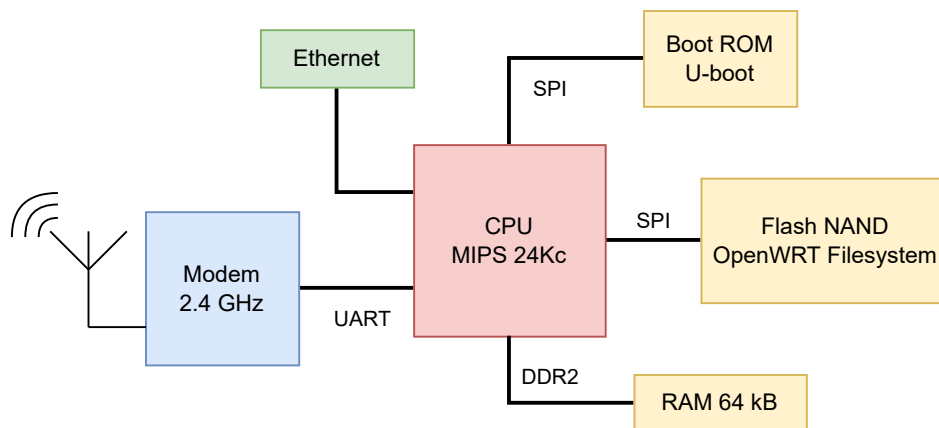 Ethernet
Boot ROM
U-boot
SPI
CPU
MIPS 24Kc
SPI
Flash NAND
OpenWRT Filesystem
Modem
2.4 GHz
UART
DDR2
RAM 64 kB